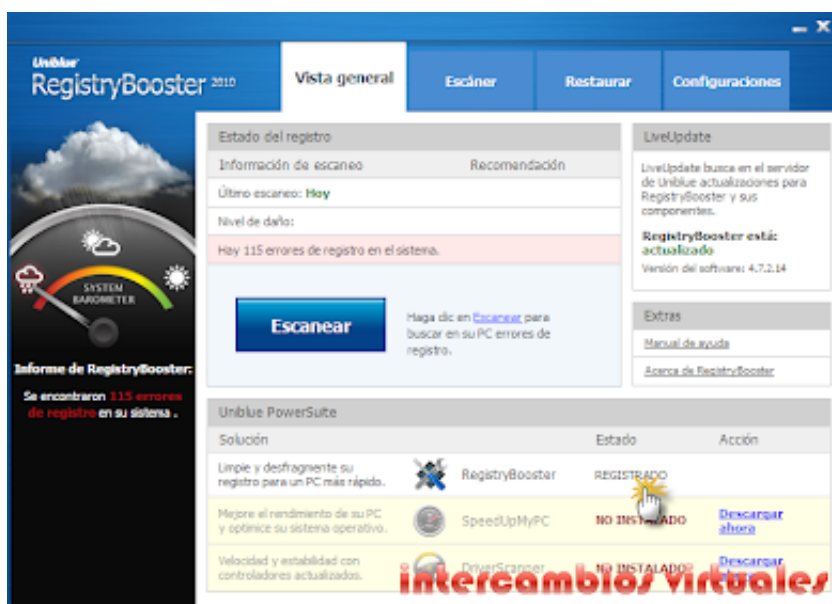 Uniblue
RegistryBooster 2010
Vista general
Escáner
Restaurar
Configuraciones
SYSTEM
BAROMETER
Informe de RegistryBooster:
Se encontraron 115 errores
de registro en su sistema .
Estado del registro
Información de escaneo Recomendación
Último escaneo: Hoy
Nivel de daño:
Hay 115 errores de registro en el sistema.
Escanear
Haga clic en Escanear para
buscar en su PC errores de
registro.
LiveUpdate
LiveUpdate busca en el servidor
de Uniblue actualizaciones para
RegistryBooster y sus
componentes.
RegistryBooster está:
actualizado
Versión del software: 4.7.2.14
Extras
Manual de ayuda
Acerca de RegistryBooster
Uniblue PowerSuite
Solución Estado Acción
Limpie y desfragmente su
registro para un PC más rápido.
RegistryBooster
REGISTRADO
Mejore el rendimiento de su PC
y optimice su sistema operativo.
SpeedUpMyPC
NO INSTALADO
Descargar
ahora
Velocidad y estabilidad con
controladores actualizados.
DriverScanner
NO INSTALADO
Descargar
intercambios virtuales